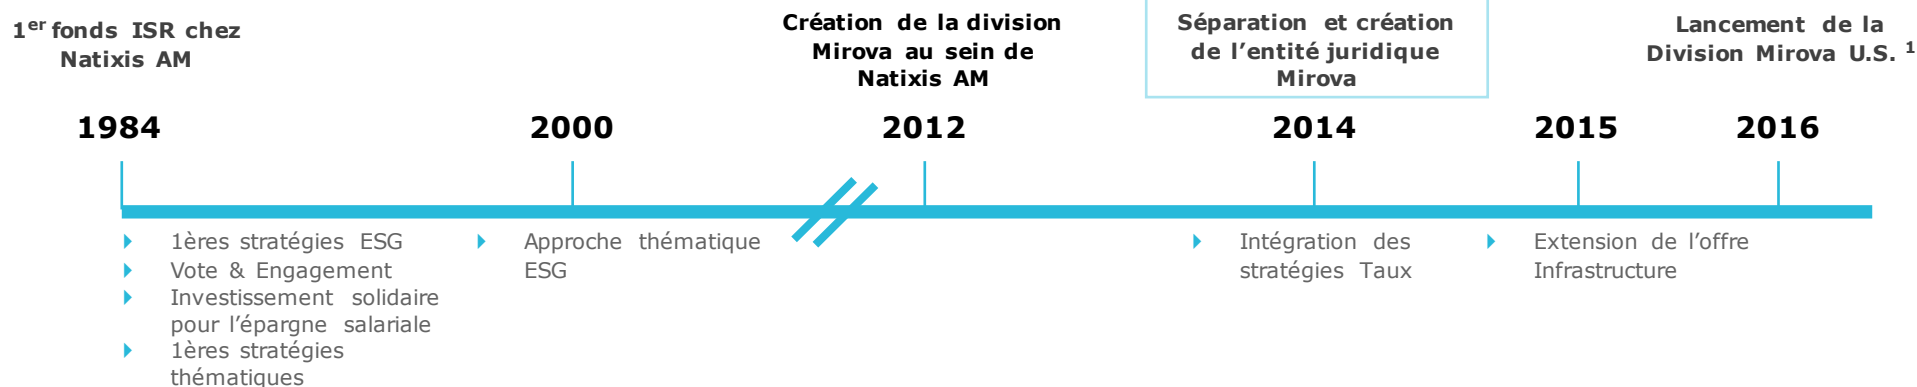 1er fonds ISR chez
Natixis AM
Création de la division
Mirova au sein de
Natixis AM
Séparation et création
de l’entité juridique
Mirova
Lancement de la
Division Mirova U.S. 1
1984
2000
2012
2014
2015
2016
1ères stratégies ESG
Vote & Engagement
Investissement solidaire
pour l’épargne salariale
1ères stratégies
thématiques
Approche thématique
ESG
Intégration des
stratégies Taux
Extension de l’offre
Infrastructure